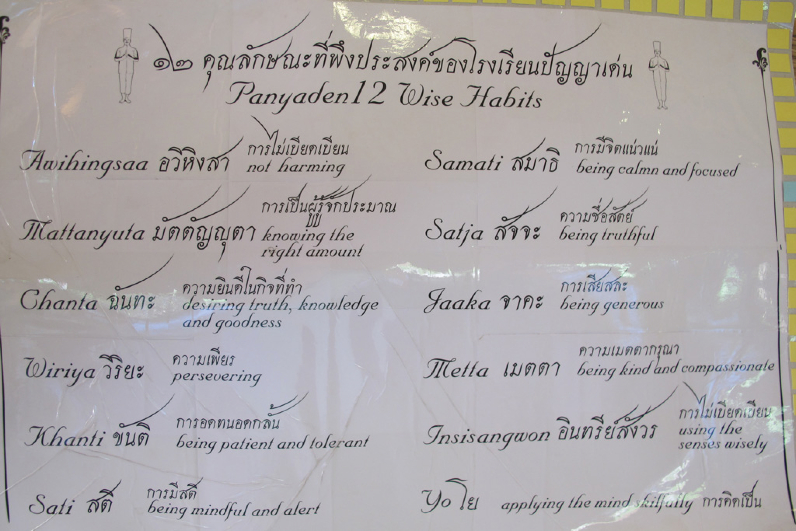 ๑๒ คุณลักษณะที่พึงประสงค์ของโรงเรียนปัญญาเด่น
Panyaden 12 Wise Habits
Awihingsaa อวิหิงสา การไม่เบียดเบียน
not harming
Mattanyuta มัตตัญญุตา การเป็นผู้รู้จักประมาณ
knowing the
right amount
Chanta ฉันทะ ความยินดีในกิจที่ทำ
desiring truth, knowledge
and goodness
Wiriya วิริยะ ความเพียร
persevering
Khanti ขันติ การอดทนอดกลั้น
being patient and tolerant
Sati สติ การมีสติ
being mindful and alert
Samati สมาธิ การมีจิตแน่วแน่
being calmn and focused
Satja สัจจะ ความซื่อสัตย์
being truthful
Jaaka จาคะ การเสียสละ
being generous
Metta เมตตา ความเมตตากรุณา
being kind and compassionate
Insisangwon อินทรีย์สังวร การไม่เบียดเบียน
using the
senses wisely
Yo โย applying the mind skilfully การคิดเป็น